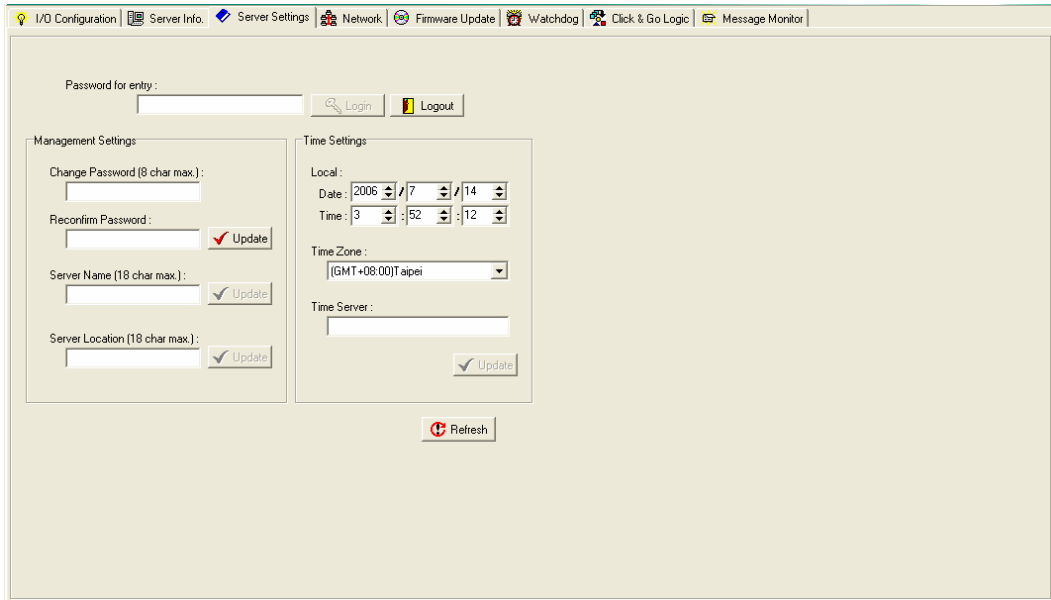 I/O Configuration Server Info. Server Settings Network Firmware Update Watchdog Click & Go Logic Message Monitor
Password for entry :
Login Logout
Management Settings
Change Password (8 char max.) :
Reconfirm Password :
Update
Server Name (18 char max.) :
Update
Server Location (18 char max.) :
Update
Time Settings
Local :
Date : 2006 / 7 / 14
Time : 3 : 52 : 12
Time Zone :
(GMT+08:00)Taipei
Time Server :
Update
Refresh